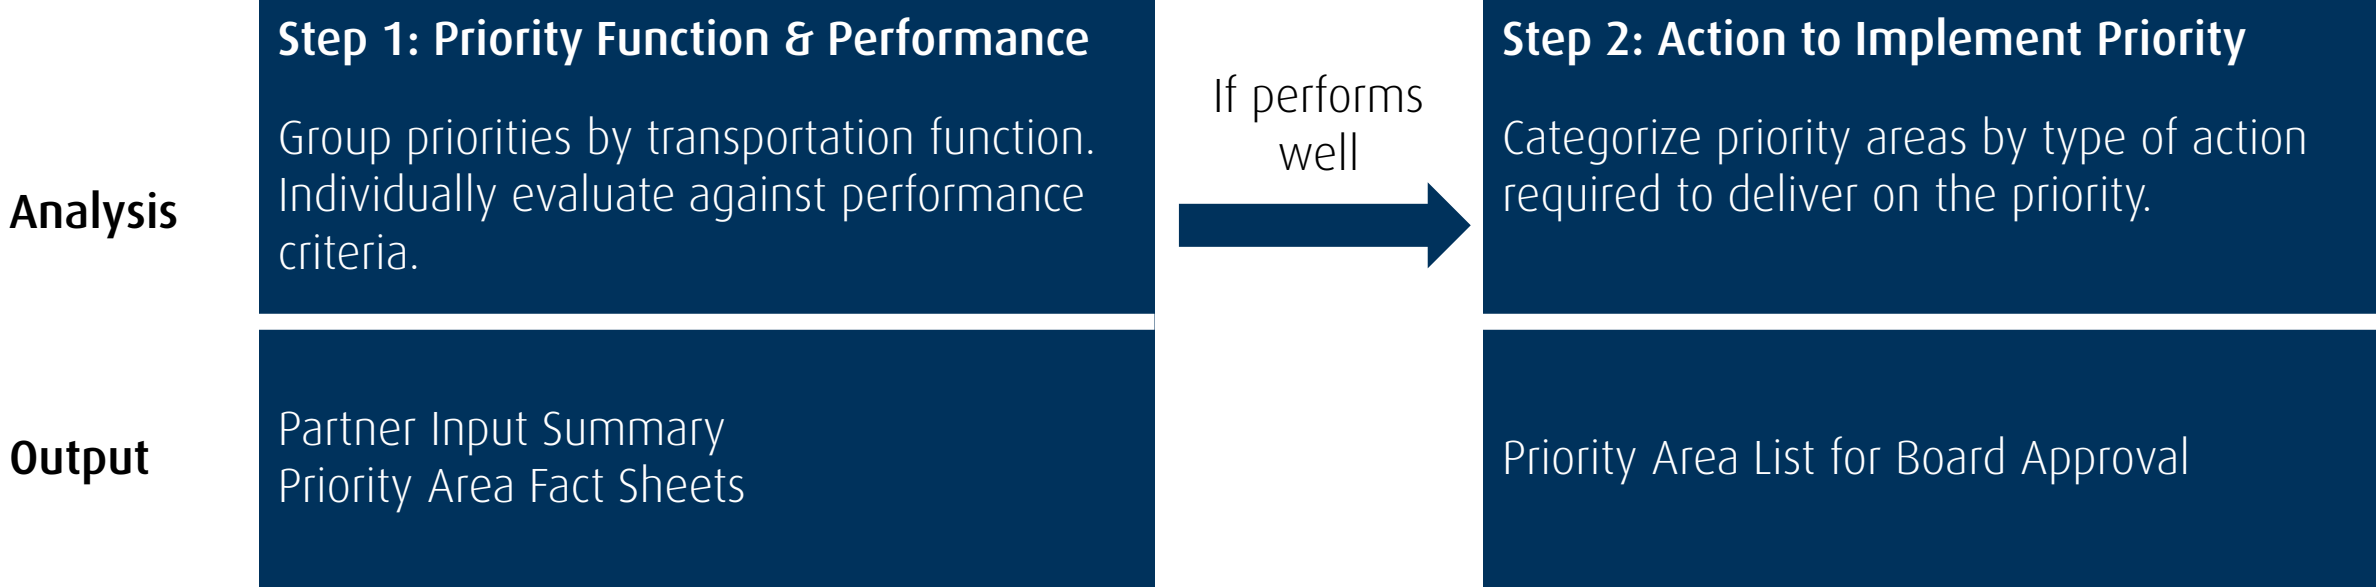 Step 1: Priority Function & Performance
Group priorities by transportation function.
Individually evaluate against performance
criteria.
If performs
well
Step 2: Action to Implement Priority
Categorize priority areas by type of action
required to deliver on the priority.
Analysis
Output
Partner Input Summary
Priority Area Fact Sheets
Priority Area List for Board Approval